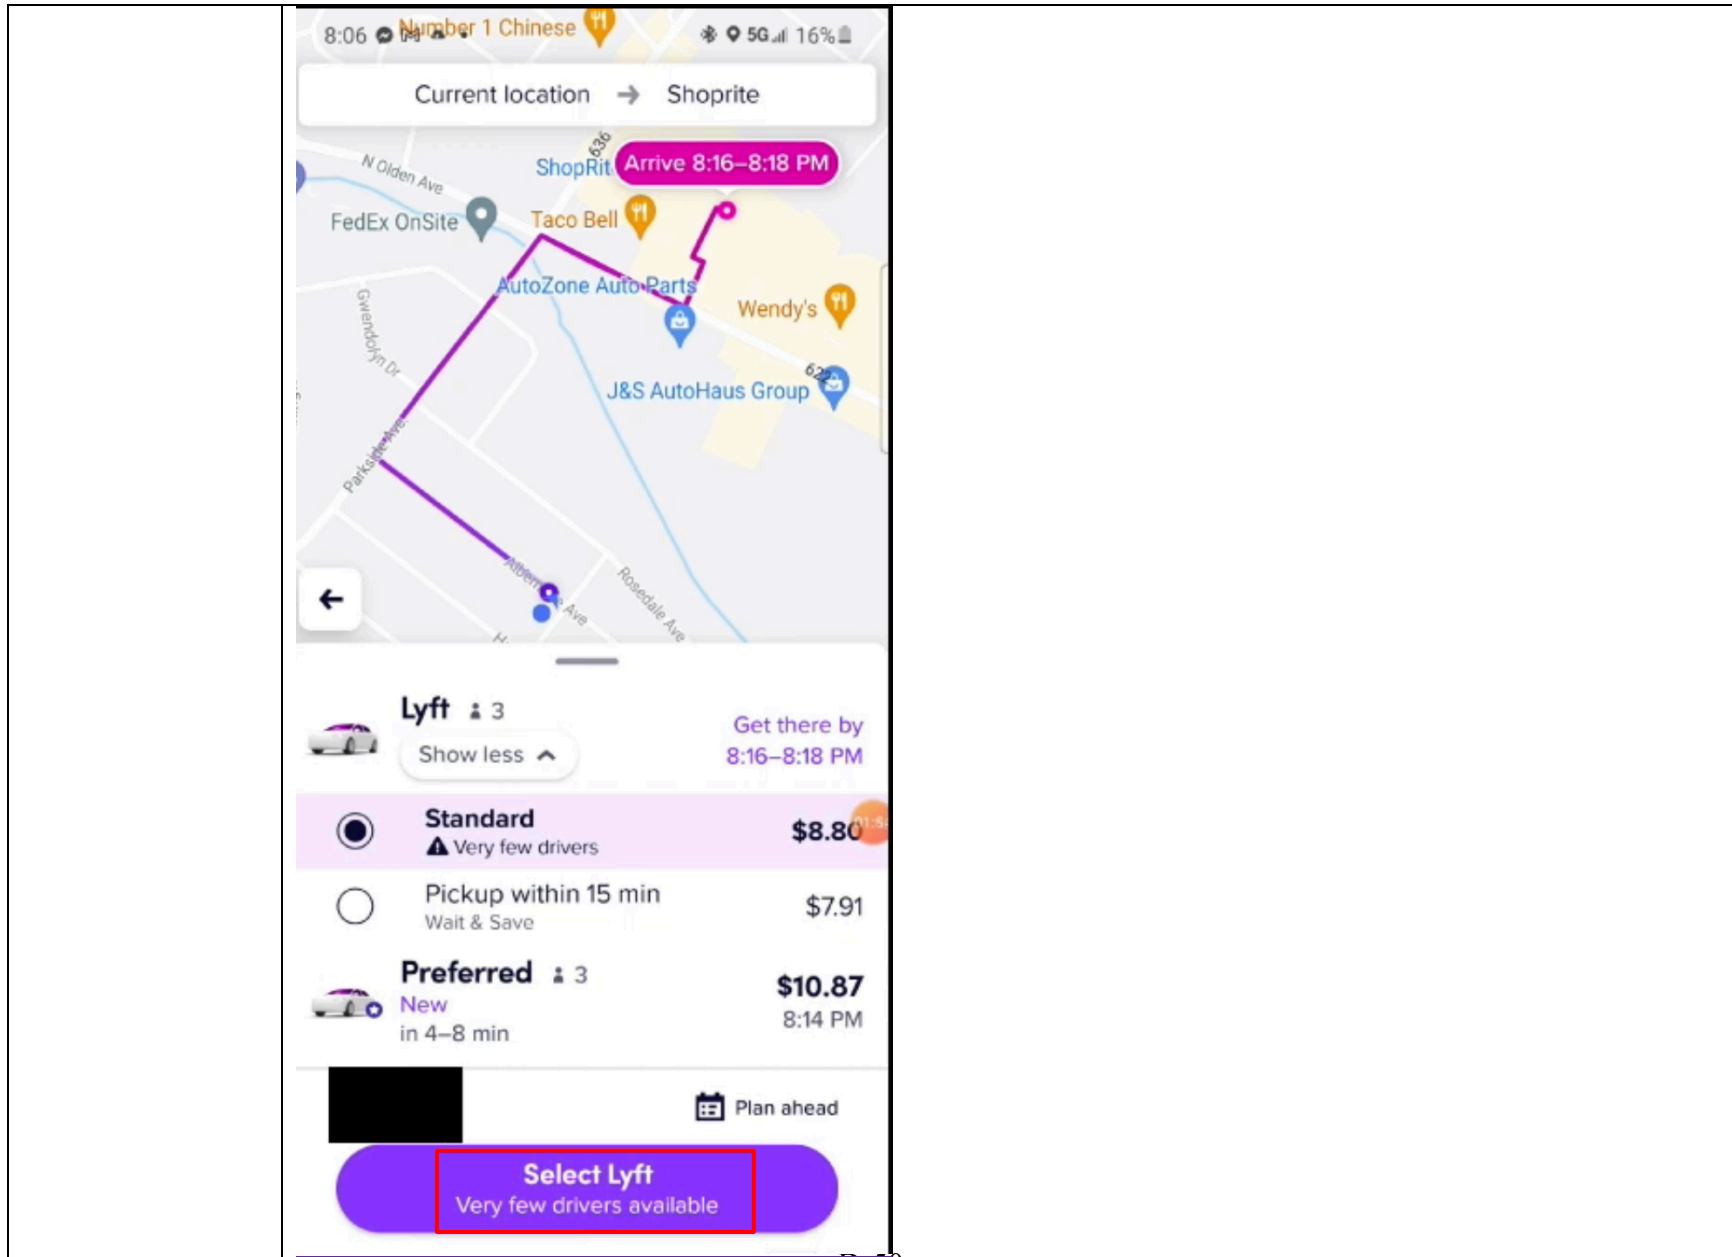 8:06 Number 1 Chinese 5G 16%
Current location → Shoprite
636
N Olden Ave
ShopRit
Arrive 8:16–8:18 PM
FedEx OnSite
Taco Bell
AutoZone Auto Parts
Gwendolyn Dr
Wendy's
622
J&S AutoHaus Group
Parkside Ave
Ave
Rosedale Ave
Lyft 3
Get there by
Show less
8:16–8:18 PM
Standard
$8.80
Very few drivers
Pickup within 15 min
$7.91
Wait & Save
Preferred 3
$10.87
New
8:14 PM
in 4–8 min
Plan ahead
Select Lyft
Very few drivers available